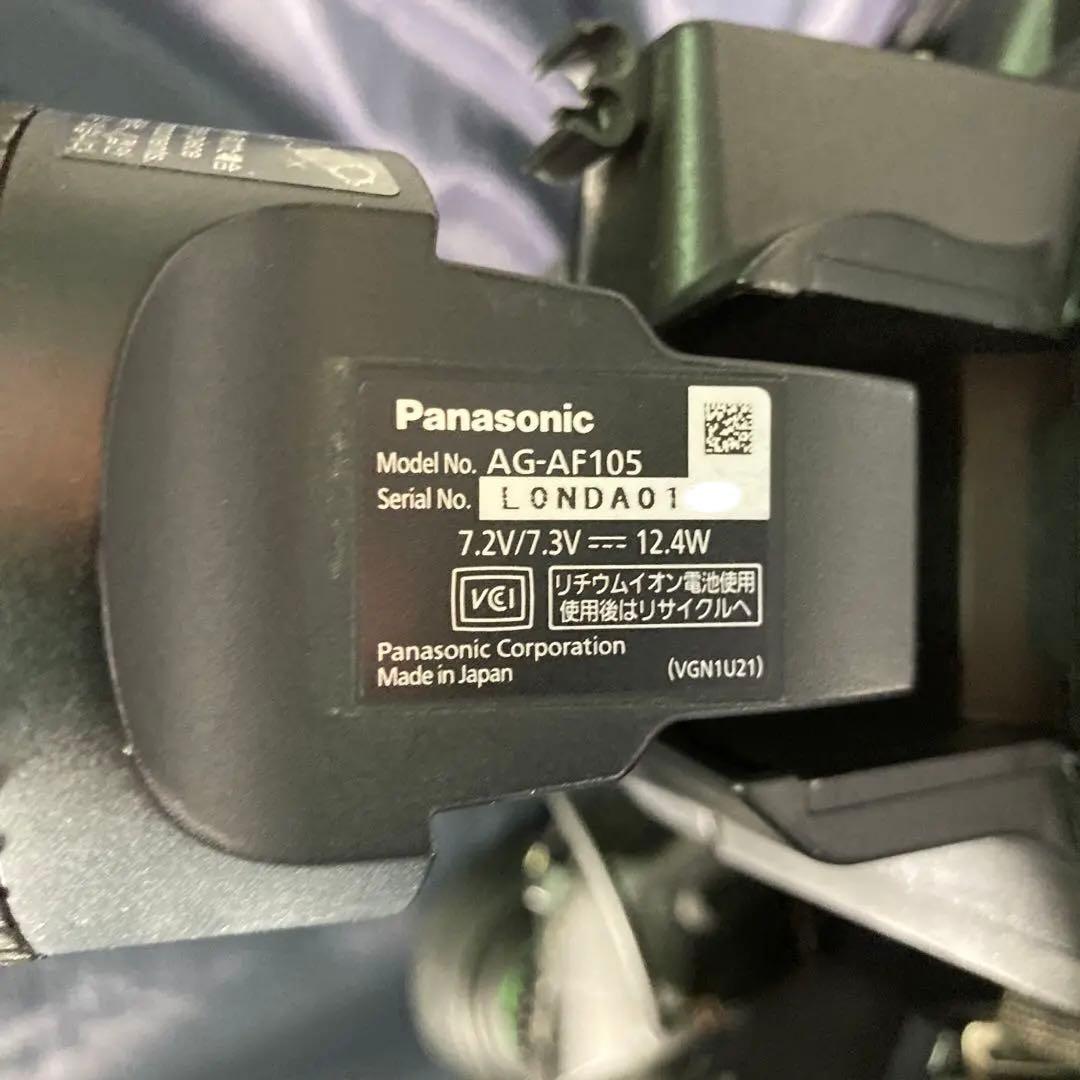 Panasonic
Model No. AG-AF105
Serial No. L0NDA01
7.2V/7.3V ⎓ 12.4W
VCI
リチウムイオン電池使用
使用後はリサイクルへ
Panasonic Corporation
Made in Japan
(VGN1U21)